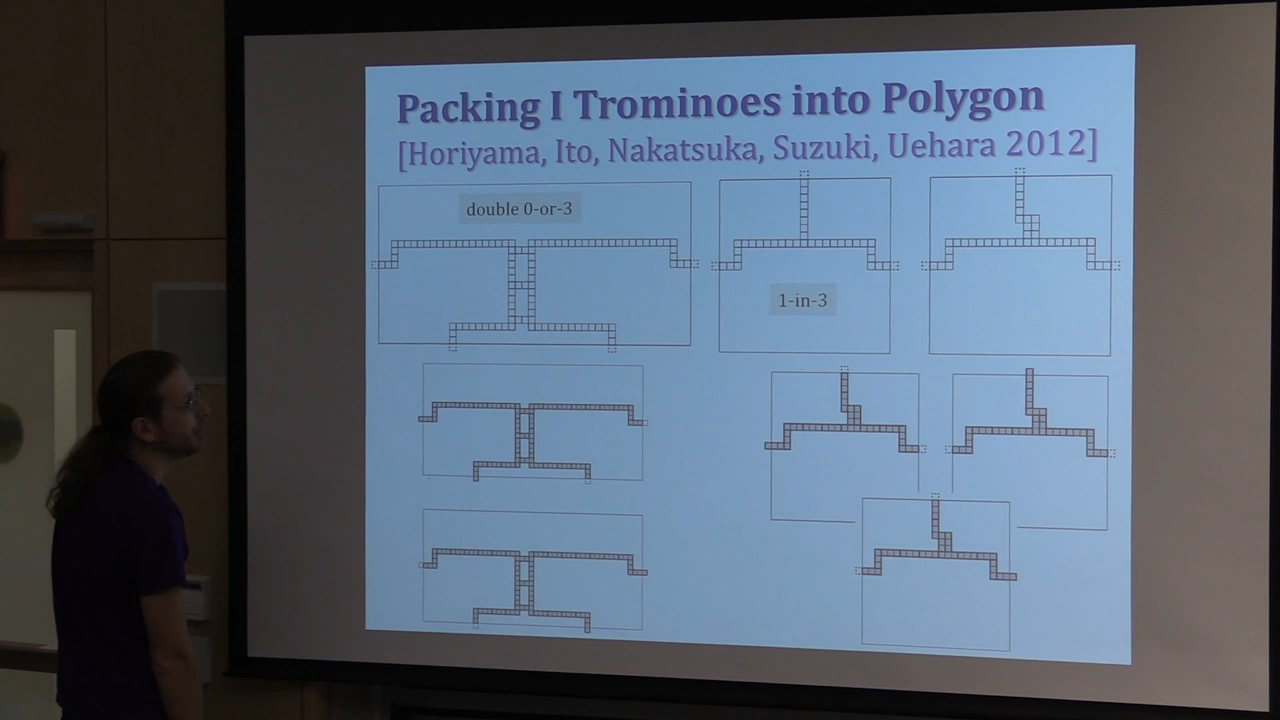 Packing I Trominoes into Polygon
[Horiyama, Ito, Nakatsuka, Suzuki, Uehara 2012]
double 0-or-3
1-in-3